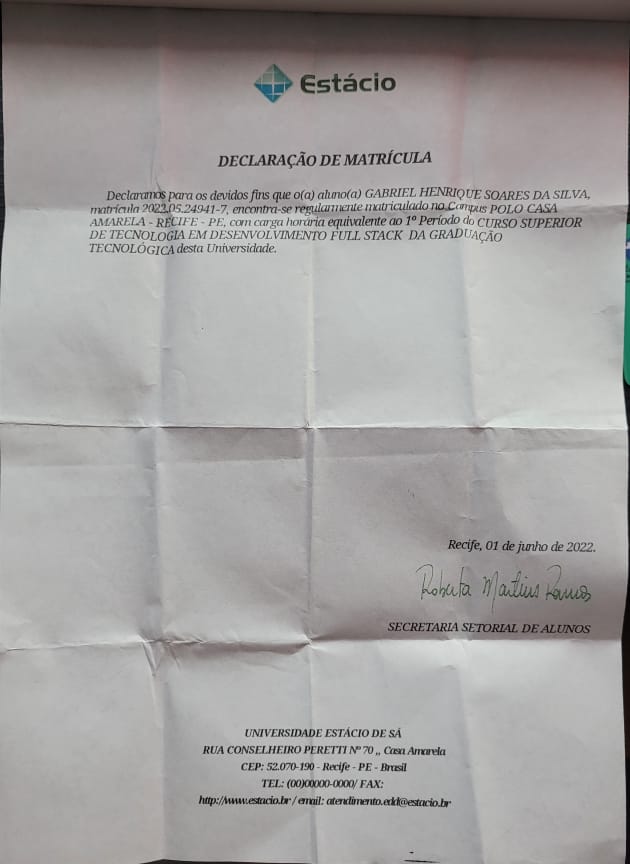 Estácio
DECLARAÇÃO DE MATRÍCULA
Declaramos para os devidos fins que o(a) aluno(a) GABRIEL HENRIQUE SOARES DA SILVA,
matrícula 2022.05.24941-7, encontra-se regularmente matriculado no Campus POLO CASA
AMARELA - RECIFE - PE, com carga horária equivalente ao 1º Período do CURSO SUPERIOR
DE TECNOLOGIA EM DESENVOLVIMENTO FULL STACK DA GRADUAÇÃO
TECNOLÓGICA desta Universidade.
Recife, 01 de junho de 2022.
Roberta Martins Ramos
SECRETARIA SETORIAL DE ALUNOS
UNIVERSIDADE ESTÁCIO DE SÁ
RUA CONSELHEIRO PERETTI Nº 70 ,, Casa Amarela
CEP: 52.070-190 - Recife - PE - Brasil
TEL: (00)00000-0000/ FAX:
http://www.estacio.br / email: atendimento.edd@estacio.br